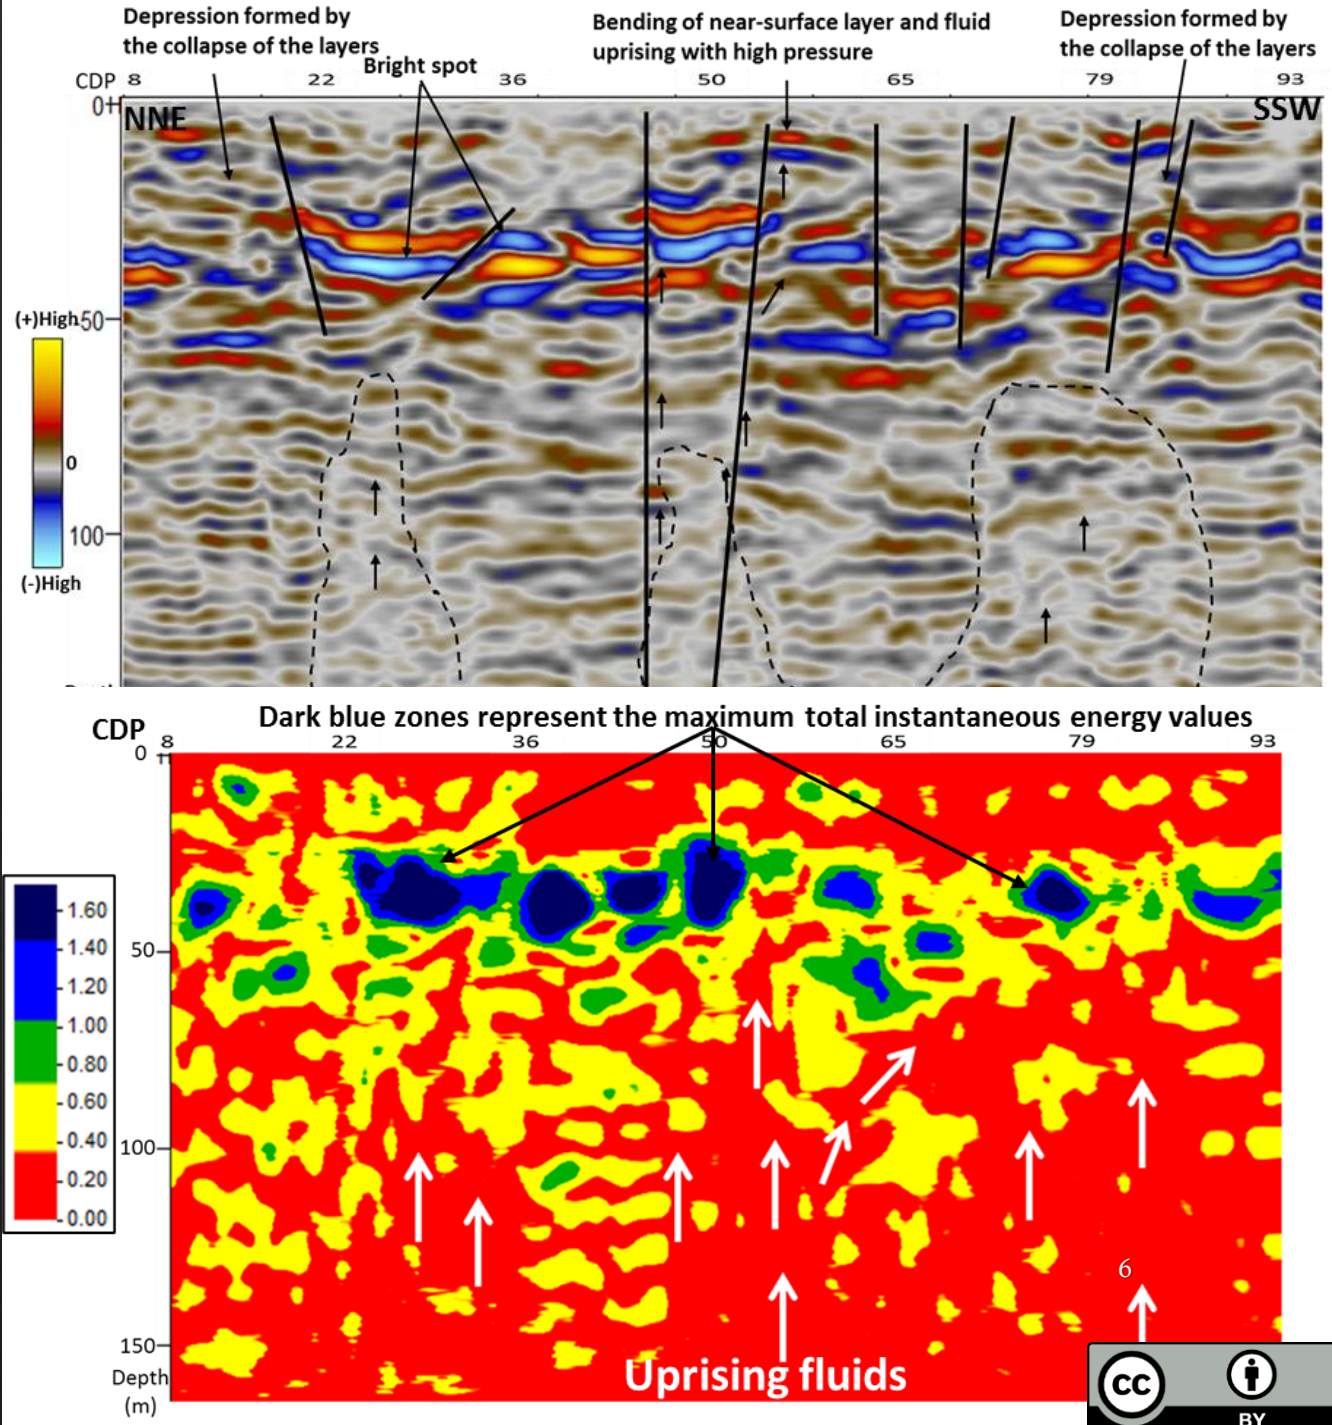 Depression formed by
the collapse of the layers
Bright spot
Bending of near-surface layer and fluid
uprising with high pressure
Depression formed by
the collapse of the layers
CDP 8 22 36 50 65 79 93
0
NNE
SSW
50
100
(+)High
0
(-)High
Dark blue zones represent the maximum total instantaneous energy values
CDP
8 22 36 50 65 79 93
0
50
100
150
Depth
(m)
1.60
1.40
1.20
1.00
0.80
0.60
0.40
0.20
0.00
6
Uprising fluids
cc
BY